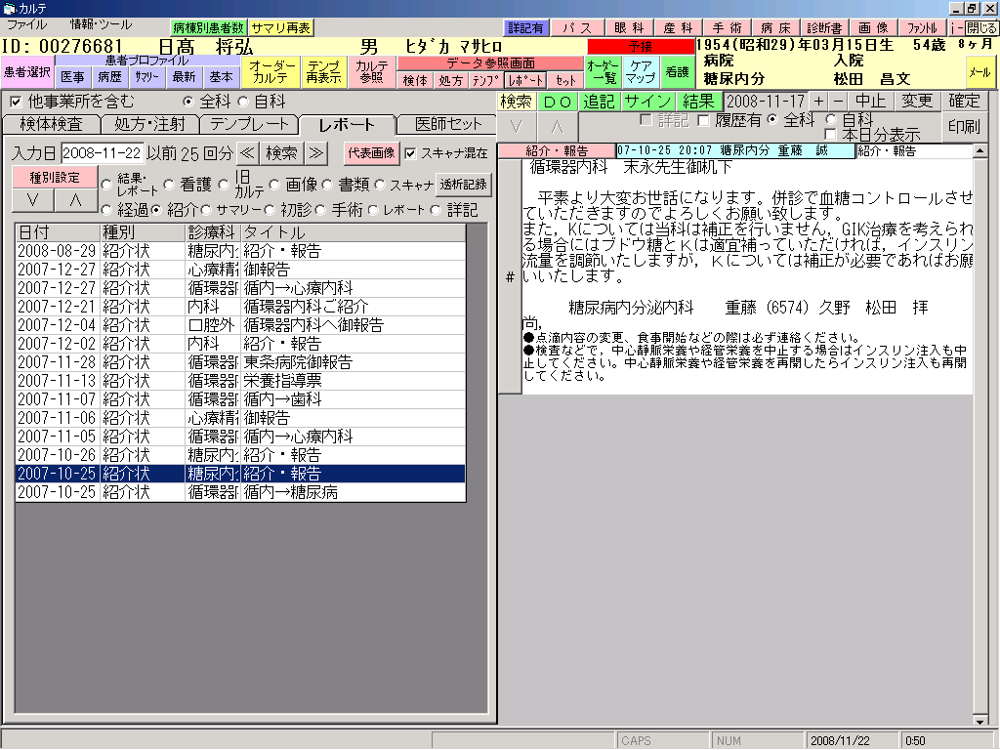 カルテ
ファイル 情報・ツール 病棟別患者数 サマリ再表 詳記有 パス 眼科 産科 手術 病床 診断書 画像 ﾌｧﾝﾄﾙ 閉じる
ID: 00276681 日髙 将弘 男 ﾋﾀﾞｶ ﾏｻﾋﾛ 予接 1954(昭和29)年03月15日生 54歳 8ヶ月
患者選択 患者プロファイル オーダーカルテ テンプ再表示 カルテ参照 データ参照画面 オーダー一覧 ケアマップ 看護 病院 入院
医事 病歴 ｻﾏﾘｰ 最新 基本 検体 処方 ﾃﾝﾌﾟ ﾚﾎﾟｰﾄ ｾｯﾄ 糖尿内分 松田 昌文 ﾒｰﾙ
他事業所を含む 全科 自科
検索 DO 追記 サイン 結果 2008-11-17 + - 中止 変更 確定
検体検査 処方・注射 テンプレート レポート 医師セット
∨ ∧ 詳記 履歴有 全科 自科 本日分表示 印刷
入力日 2008-11-22 以前 25 回分 ≪ 検索 ≫ 代表画像 スキャナ混在
種別設定 結果・レポート 看護 旧カルテ 画像 書類 スキャナ 透析記録
∨ ∧ 経過 紹介 サマリー 初診 手術 レポート 詳記
日付 種別 診療科 タイトル
2008-08-29 紹介状 糖尿内 紹介・報告
2007-12-27 紹介状 心療精 御報告
2007-12-27 紹介状 循環器 循内→心療内科
2007-12-21 紹介状 内科 循環器内科ご紹介
2007-12-04 紹介状 口腔外 循環器内科へ御報告
2007-12-02 紹介状 内科 紹介・報告
2007-11-28 紹介状 循環器 東条病院御報告
2007-11-13 紹介状 循環器 栄養指導票
2007-11-07 紹介状 循環器 循内→歯科
2007-11-06 紹介状 心療精 御報告
2007-11-05 紹介状 循環器 循内→心療内科
2007-10-26 紹介状 糖尿内 紹介・報告
2007-10-25 紹介状 糖尿内 紹介・報告
2007-10-25 紹介状 循環器 循内→糖尿病
紹介・報告 07-10-25 20:07 糖尿内分 重藤 誠 紹介・報告
循環器内科 末永先生御机下
平素より大変お世話になります。併診で血糖コントロールさせ
ていただきますのでよろしくお願い致します。
また，Kについては当科は補正を行いません，GIK治療を考えられ
る場合にはブドウ糖とＫは適宜補っていただければ，インスリン
流量を調節いたしますが，Ｋについては補正が必要であればお願
いいたします。
#
糖尿病内分泌内科 重藤（6574）久野 松田 拝
尚，
●点滴内容の変更、食事開始などの際は必ず連絡ください。
●検査などで，中心静脈栄養や経管栄養を中止する場合はインスリン注入も中
止してください。中心静脈栄養や経管栄養を再開したらインスリン注入も再開
してください。
CAPS NUM 2008/11/22 0:50